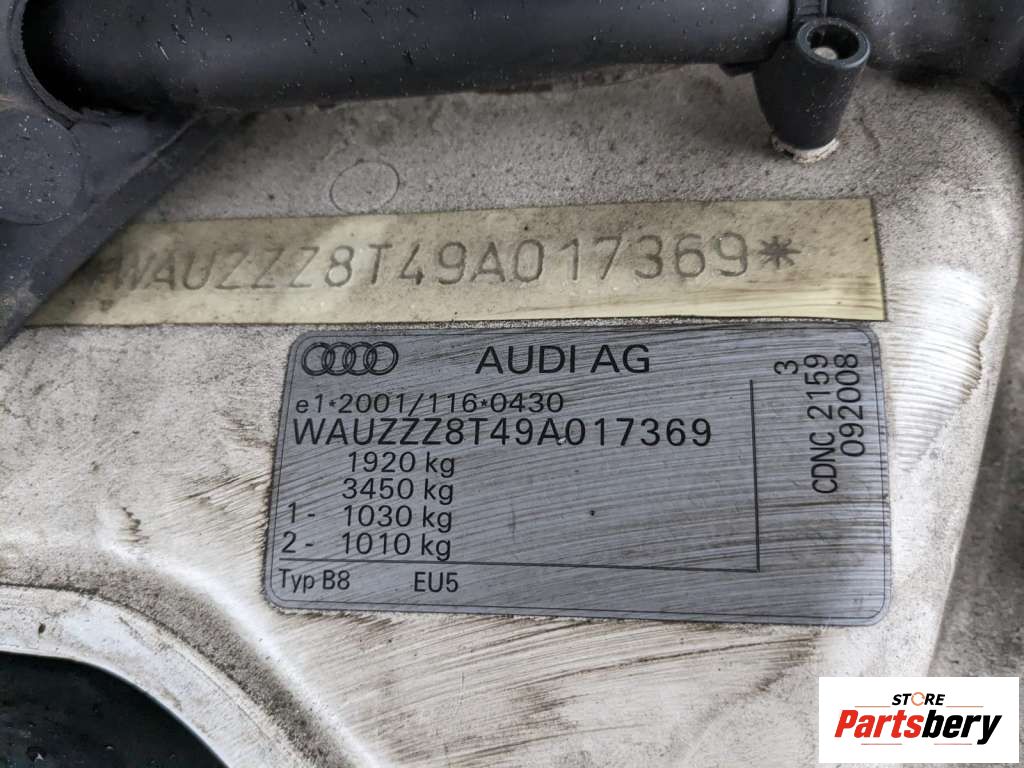 WAUZZZ8T49A017369*
AUDI AG
e1*2001/116*0430
WAUZZZ8T49A017369
1920 kg
3450 kg
1- 1030 kg
2- 1010 kg
Typ B8 EU5
3
CDNC 2159
092008
STORE
Partsbery